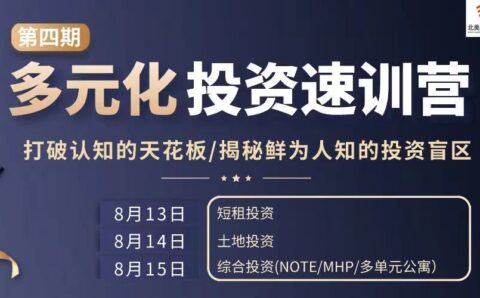 第四期
北美
多元化投资速训营
打破认知的天花板/揭秘鲜为人知的投资盲区
8月13日 短租投资
8月14日 土地投资
8月15日 综合投资(NOTE/MHP/多单元公寓)